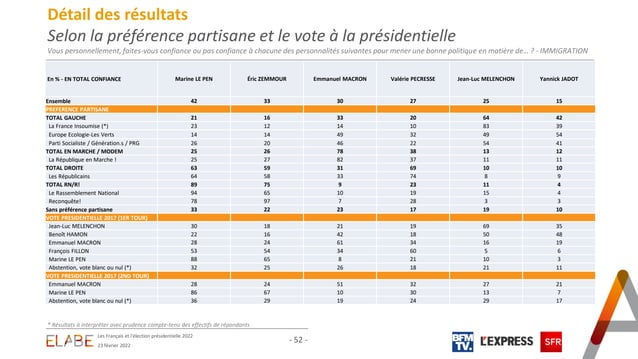 Détail des résultats
Selon la préférence partisane et le vote à la présidentielle
Vous personnellement, faites-vous confiance ou pas confiance à chacune des personnalités suivantes pour mener une bonne politique en matière de... ? - IMMIGRATION
En % - EN TOTAL CONFIANCE Marine LE PEN Éric ZEMMOUR Emmanuel MACRON Valérie PECRESSE Jean-Luc MELENCHON Yannick JADOT
Ensemble 42 33 30 27 25 15
PREFERENCE PARTISANE
TOTAL GAUCHE 21 16 33 20 64 42
La France Insoumise (*) 23 12 14 10 83 39
Europe Ecologie-Les Verts 14 14 49 32 49 54
Parti Socialiste / Génération.s / PRG 26 20 46 22 54 41
TOTAL EN MARCHE / MODEM 25 26 78 38 13 12
La République en Marche ! 25 27 82 37 11 11
TOTAL DROITE 63 59 31 69 10 10
Les Républicains 64 58 33 74 8 9
TOTAL RN/R! 89 75 9 23 11 4
Le Rassemblement National 94 65 10 19 15 4
Reconquête! 78 97 7 28 3 3
Sans préférence partisane 33 22 23 17 19 10
VOTE PRESIDENTIELLE 2017 (1ER TOUR)
Jean-Luc MELENCHON 30 18 21 19 69 35
Benoît HAMON 22 16 42 18 50 48
Emmanuel MACRON 28 24 61 34 16 19
François FILLON 53 54 34 60 5 6
Marine LE PEN 88 65 8 21 10 3
Abstention, vote blanc ou nul (*) 32 25 26 18 21 11
VOTE PRESIDENTIELLE 2017 (2ND TOUR)
Emmanuel MACRON 28 24 51 32 27 21
Marine LE PEN 86 67 10 30 13 7
Abstention, vote blanc ou nul (*) 36 29 19 24 29 17
* Résultats à interpréter avec prudence compte-tenu des effectifs de répondants
ELABE
Les Français et l'élection présidentielle 2022
23 février 2022
- 52 -
BFM TV.
L'EXPRESS
SFR